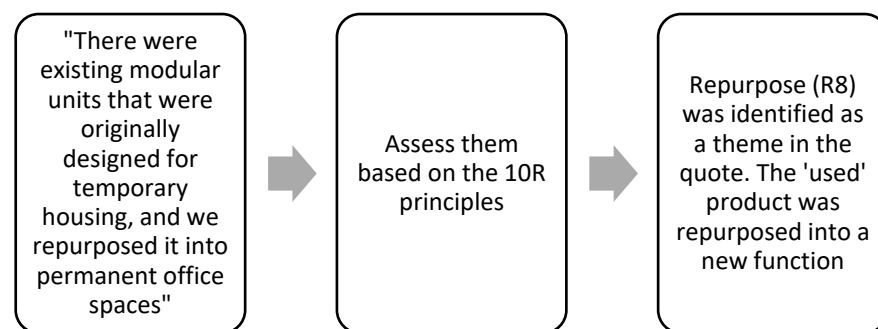 "There were
existing modular
units that were
originally
designed for
temporary
housing, and we
repurposed it into
permanent office
spaces"
Assess them
based on the 10R
principles
Repurpose (R8)
was identified as
a theme in the
quote. The 'used'
product was
repurposed into a
new function